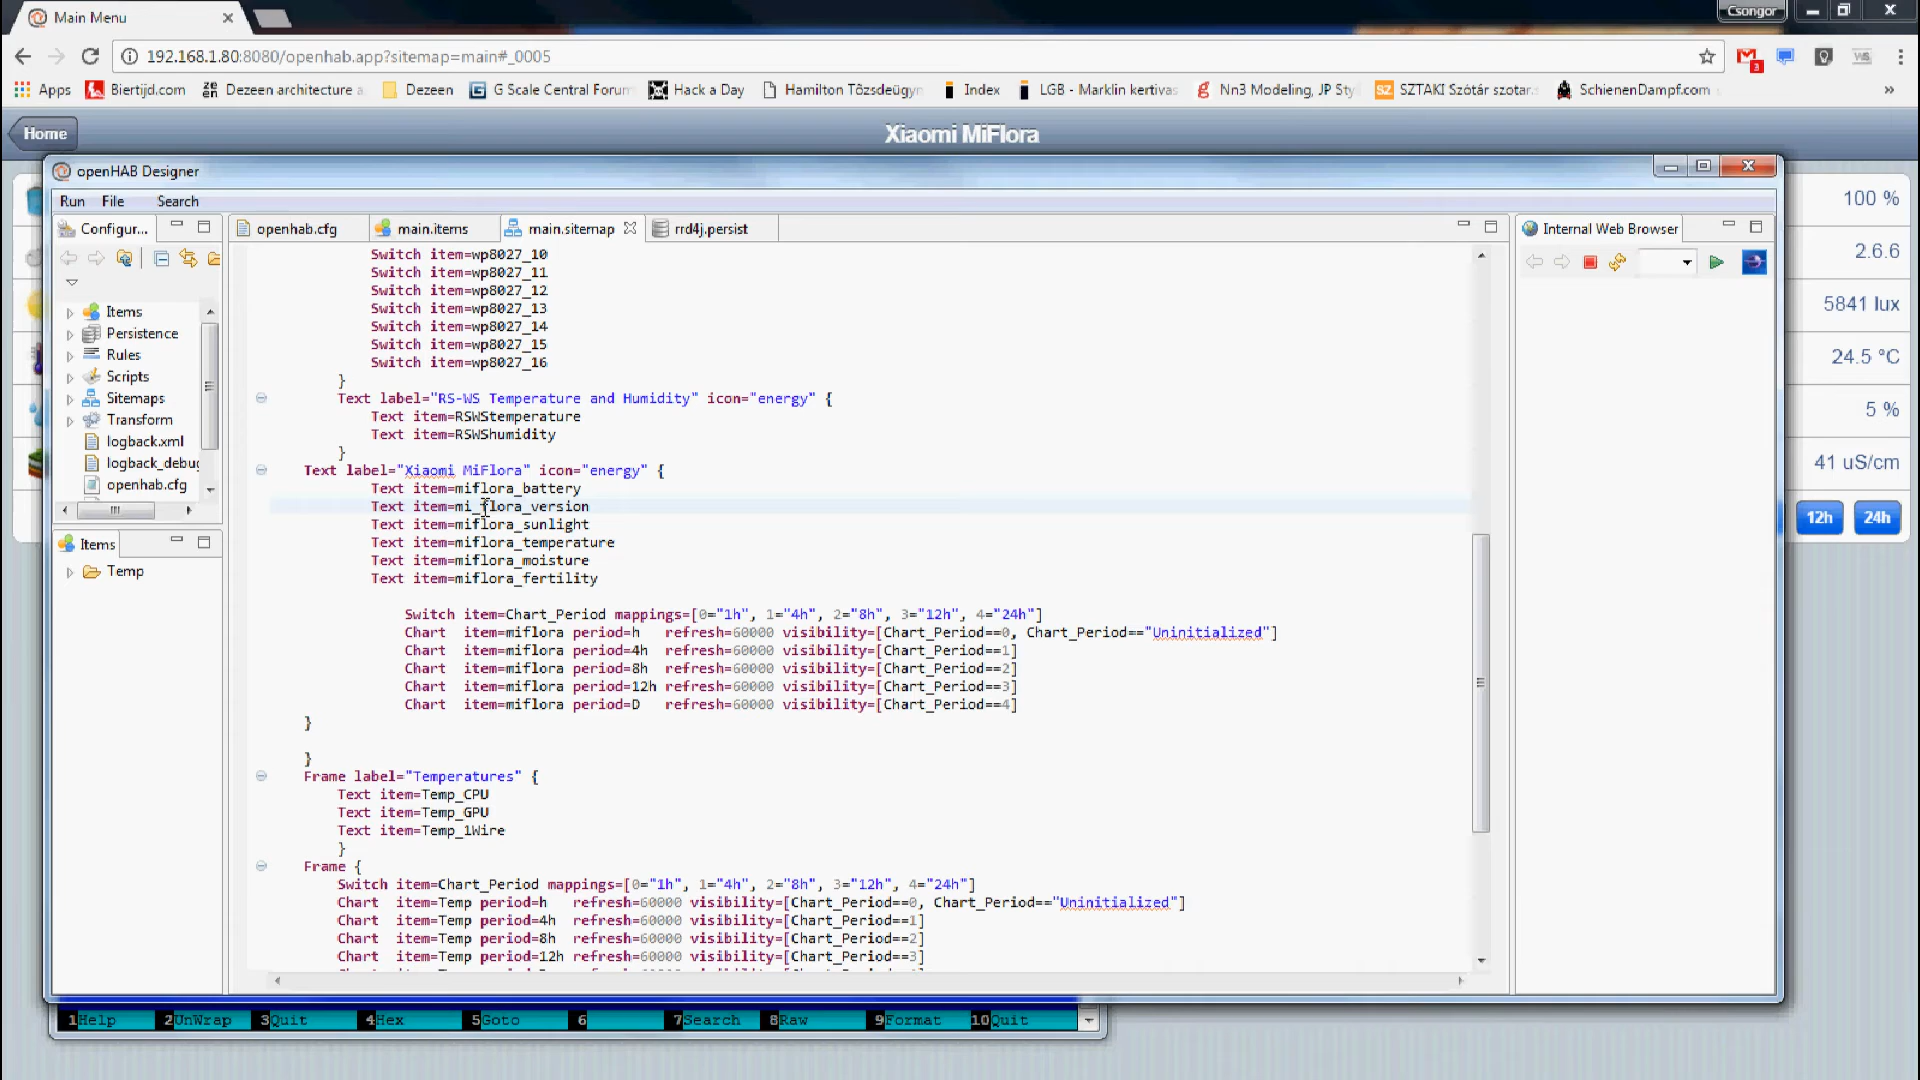 Main Menu
Csongor
192.168.1.80:8080/openhab.app?sitemap=main#_0005
3
Apps Biertijd.com Dezeen architecture a Dezeen G Scale Central Forum Hack a Day Hamilton Tőzsdeügyn Index LGB - Marklin kertivas Nn3 Modeling, JP Sty SZTAKI Szótár szotar. SchienenDampf.com »
Home
Xiaomi MiFlora
openHAB Designer
Run File Search
Configur...
openhab.cfg main.items main.sitemap rrd4j.persist
Internal Web Browser
Items
Persistence
Rules
Scripts
Sitemaps
Transform
logback.xml
logback_debug
openhab.cfg
Items
Temp
Switch item=wp8027_10
Switch item=wp8027_11
Switch item=wp8027_12
Switch item=wp8027_13
Switch item=wp8027_14
Switch item=wp8027_15
Switch item=wp8027_16
}
Text label="RS-WS Temperature and Humidity" icon="energy" {
Text item=RSWStemperature
Text item=RSWShumidity
}
Text label="Xiaomi MiFlora" icon="energy" {
Text item=miflora_battery
Text item=mi_flora_version
Text item=miflora_sunlight
Text item=miflora_temperature
Text item=miflora_moisture
Text item=miflora_fertility
Switch item=Chart_Period mappings=[0="1h", 1="4h", 2="8h", 3="12h", 4="24h"]
Chart item=miflora period=h refresh=60000 visibility=[Chart_Period==0, Chart_Period=="Uninitialized"]
Chart item=miflora period=4h refresh=60000 visibility=[Chart_Period==1]
Chart item=miflora period=8h refresh=60000 visibility=[Chart_Period==2]
Chart item=miflora period=12h refresh=60000 visibility=[Chart_Period==3]
Chart item=miflora period=D refresh=60000 visibility=[Chart_Period==4]
}
}
Frame label="Temperatures" {
Text item=Temp_CPU
Text item=Temp_GPU
Text item=Temp_1Wire
}
Frame {
Switch item=Chart_Period mappings=[0="1h", 1="4h", 2="8h", 3="12h", 4="24h"]
Chart item=Temp period=h refresh=60000 visibility=[Chart_Period==0, Chart_Period=="Uninitialized"]
Chart item=Temp period=4h refresh=60000 visibility=[Chart_Period==1]
Chart item=Temp period=8h refresh=60000 visibility=[Chart_Period==2]
Chart item=Temp period=12h refresh=60000 visibility=[Chart_Period==3]
100 %
2.6.6
5841 lux
24.5 °C
5 %
41 uS/cm
12h 24h
1Help 2UnWrap 3Quit 4Hex 5Goto 6 7Search 8Raw 9Format 10Quit